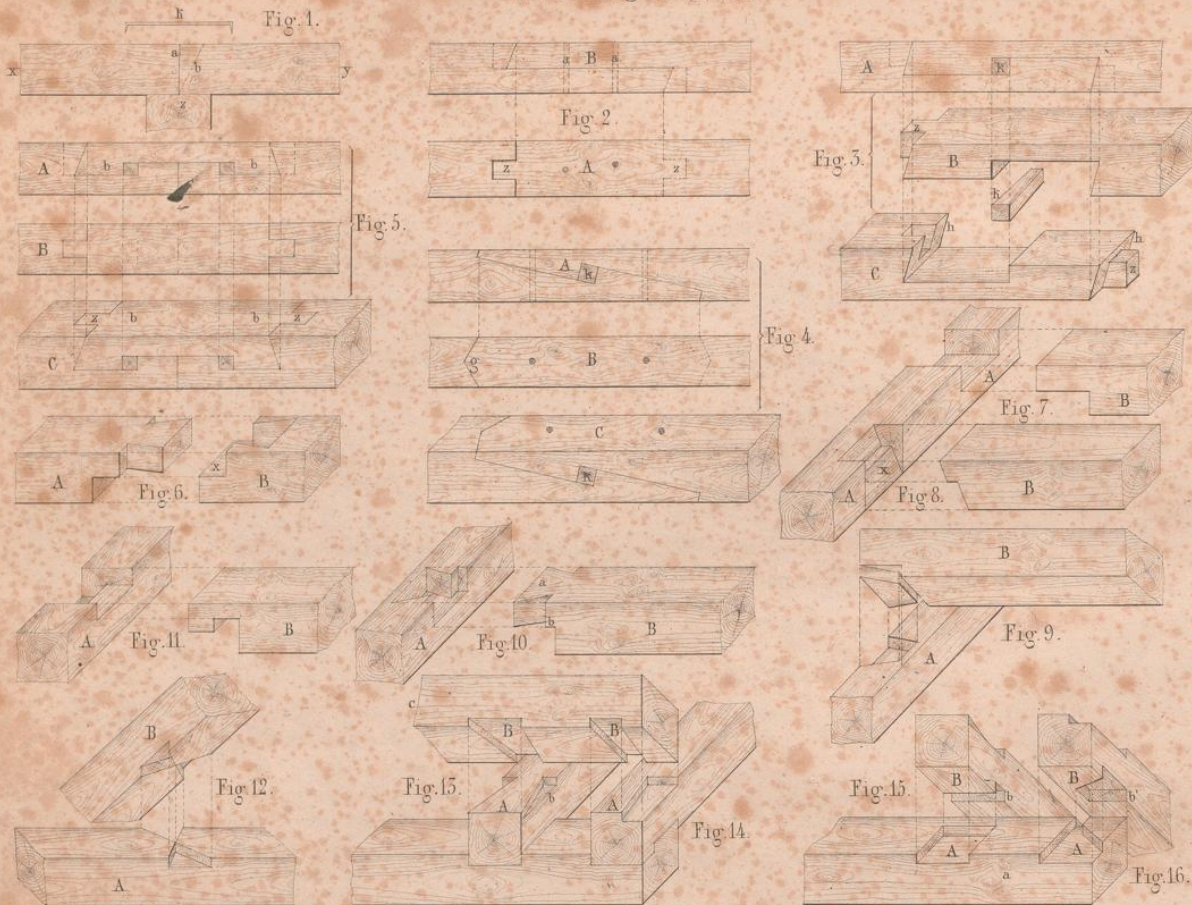 k
Fig. 1.
x a b y
z
B a a
Fig. 2
z A z
A k
Fig. 3.
z B
k
h h
C z
A b b
B
Fig. 5.
z b b z
C
A k
Fig. 4.
g B
C
k
A
Fig. 7.
B
A x
Fig. 8.
B
A x B
Fig. 6.
A
Fig. 11.
B
A
Fig. 10.
a
b
B
B
Fig. 9.
A
B
Fig. 12.
A
c
B B
Fig. 13.
A b A
Fig. 14.
B B
Fig. 15.
b b'
A A
a
Fig. 16.